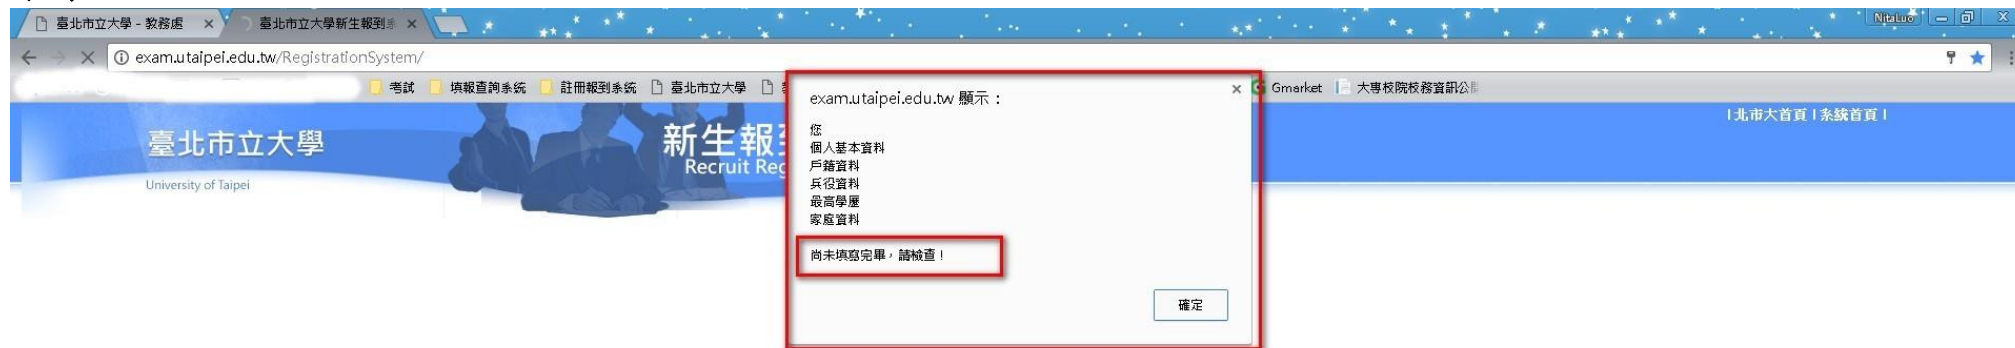 臺北市立大學 - 教務處
臺北市立大學新生報到
NitaLuo
exam.utaipei.edu.tw/RegistrationSystem/
考試
填報查詢系統
註冊報到系統
臺北市立大學
Gmarket
大專校院校務資訊公
臺北市立大學
University of Taipei
新生報
Recruit Reg
|北市大首頁|系統首頁|
exam.utaipei.edu.tw 顯示：
您
個人基本資料
戶籍資料
兵役資料
最高學歷
家庭資料
尚未填寫完畢，請檢查！
確定